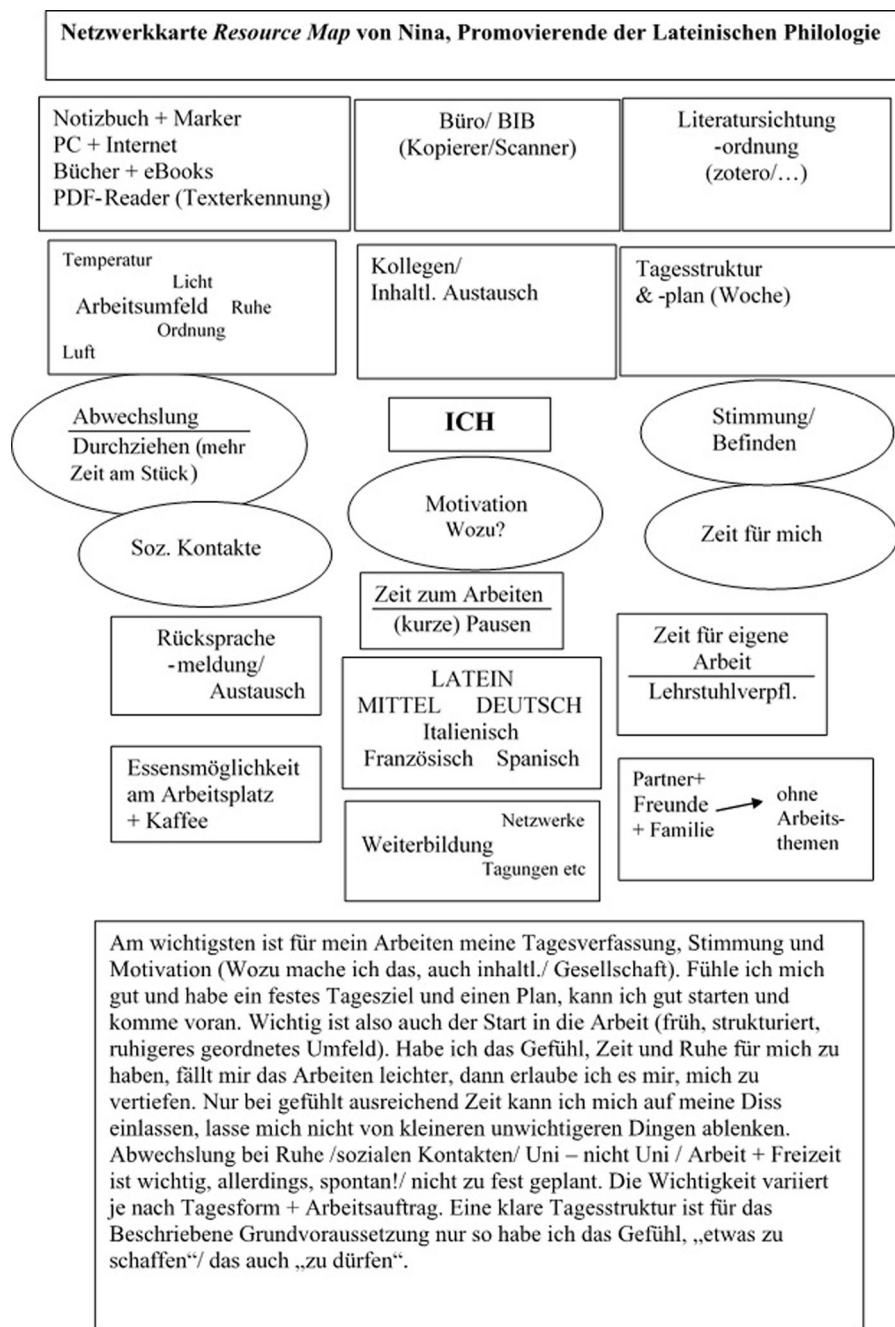 Netzwerkkarte Resource Map von Nina, Promovierende der Lateinischen Philologie
Notizbuch + Marker
PC + Internet
Bücher + eBooks
PDF-Reader (Texterkennung)
Büro/ BIB
(Kopierer/Scanner)
Literatursichtung
-ordnung
(zotero/…)
Temperatur
Licht
Arbeitsumfeld Ruhe
Ordnung
Luft
Kollegen/
Inhaltl. Austausch
Tagesstruktur
& -plan (Woche)
Abwechslung
Durchziehen (mehr
Zeit am Stück)
ICH
Stimmung/
Befinden
Soz. Kontakte
Motivation
Wozu?
Zeit für mich
Zeit zum Arbeiten
(kurze) Pausen
Rücksprache
-meldung/
Austausch
LATEIN
MITTEL DEUTSCH
Italienisch
Französisch Spanisch
Zeit für eigene
Arbeit
Lehrstuhlverpfl.
Essensmöglichkeit
am Arbeitsplatz
+ Kaffee
Netzwerke
Weiterbildung
Tagungen etc
Partner+
Freunde
+ Familie
ohne
Arbeits-
themen
Am wichtigsten ist für mein Arbeiten meine Tagesverfassung, Stimmung und
Motivation (Wozu mache ich das, auch inhaltl./ Gesellschaft). Fühle ich mich
gut und habe ein festes Tagesziel und einen Plan, kann ich gut starten und
komme voran. Wichtig ist also auch der Start in die Arbeit (früh, strukturiert,
ruhigeres geordnetes Umfeld). Habe ich das Gefühl, Zeit und Ruhe für mich zu
haben, fällt mir das Arbeiten leichter, dann erlaube ich es mir, mich zu
vertiefen. Nur bei gefühlt ausreichend Zeit kann ich mich auf meine Diss
einlassen, lasse mich nicht von kleineren unwichtigeren Dingen ablenken.
Abwechslung bei Ruhe /sozialen Kontakten/ Uni – nicht Uni / Arbeit + Freizeit
ist wichtig, allerdings, spontan!/ nicht zu fest geplant. Die Wichtigkeit variiert
je nach Tagesform + Arbeitsauftrag. Eine klare Tagesstruktur ist für das
Beschriebene Grundvoraussetzung nur so habe ich das Gefühl, „etwas zu
schaffen“/ das auch „zu dürfen“.